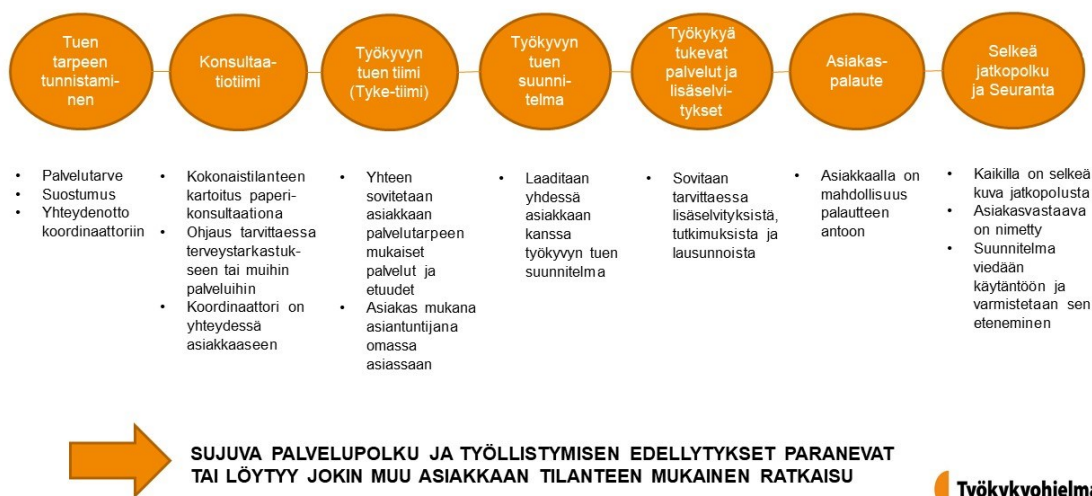 Tuen
tarpeen
tunnistami-
nen
Konsultaa-
tiotiimi
Työkyvyn
tuen tiimi
(Tyke-tiimi)
Työkyvyn
tuen
suunni-
telma
Työkykyä
tukevat
palvelut ja
lisäselvi-
tykset
Asiakas-
palaute
Selkeä
jatkopolku
ja Seuranta
• Palvelutarve
• Suostumus
• Yhteydenotto
koordinaattoriin
• Kokonaistilanteen
kartoitus paperi-
konsultaationa
• Ohjaus tarvittaessa
terveystarkastuk-
seen tai muihin
palveluihin
• Koordinaattori on
yhteydessä
asiakkaaseen
• Yhteen
sovitetaan
asiakkaan
palvelutarpeen
mukaiset
palvelut ja
etuudet
• Asiakas mukana
asiantuntijana
omassa
asiassaan
• Laaditaan
yhdessä
asiakkaan
kanssa
työkyvyn tuen
suunnitelma
• Sovitaan
tarvittaessa
lisäselvityksistä,
tutkimuksista ja
lausunnoista
• Asiakkaalla on
mahdollisuus
palautteen
antoon
• Kaikilla on selkeä
kuva jatkopolusta
• Asiakasvastaava
on nimetty
• Suunnitelma
viedään
käytäntöön ja
varmistetaan sen
eteneminen
SUJUVA PALVELUPOLKU JA TYÖLLISTYMISEN EDELLYTYKSET PARANEVAT
TAI LÖYTYY JOKIN MUU ASIAKKAAN TILANTEEN MUKAINEN RATKAISU
Työkykyohjelma